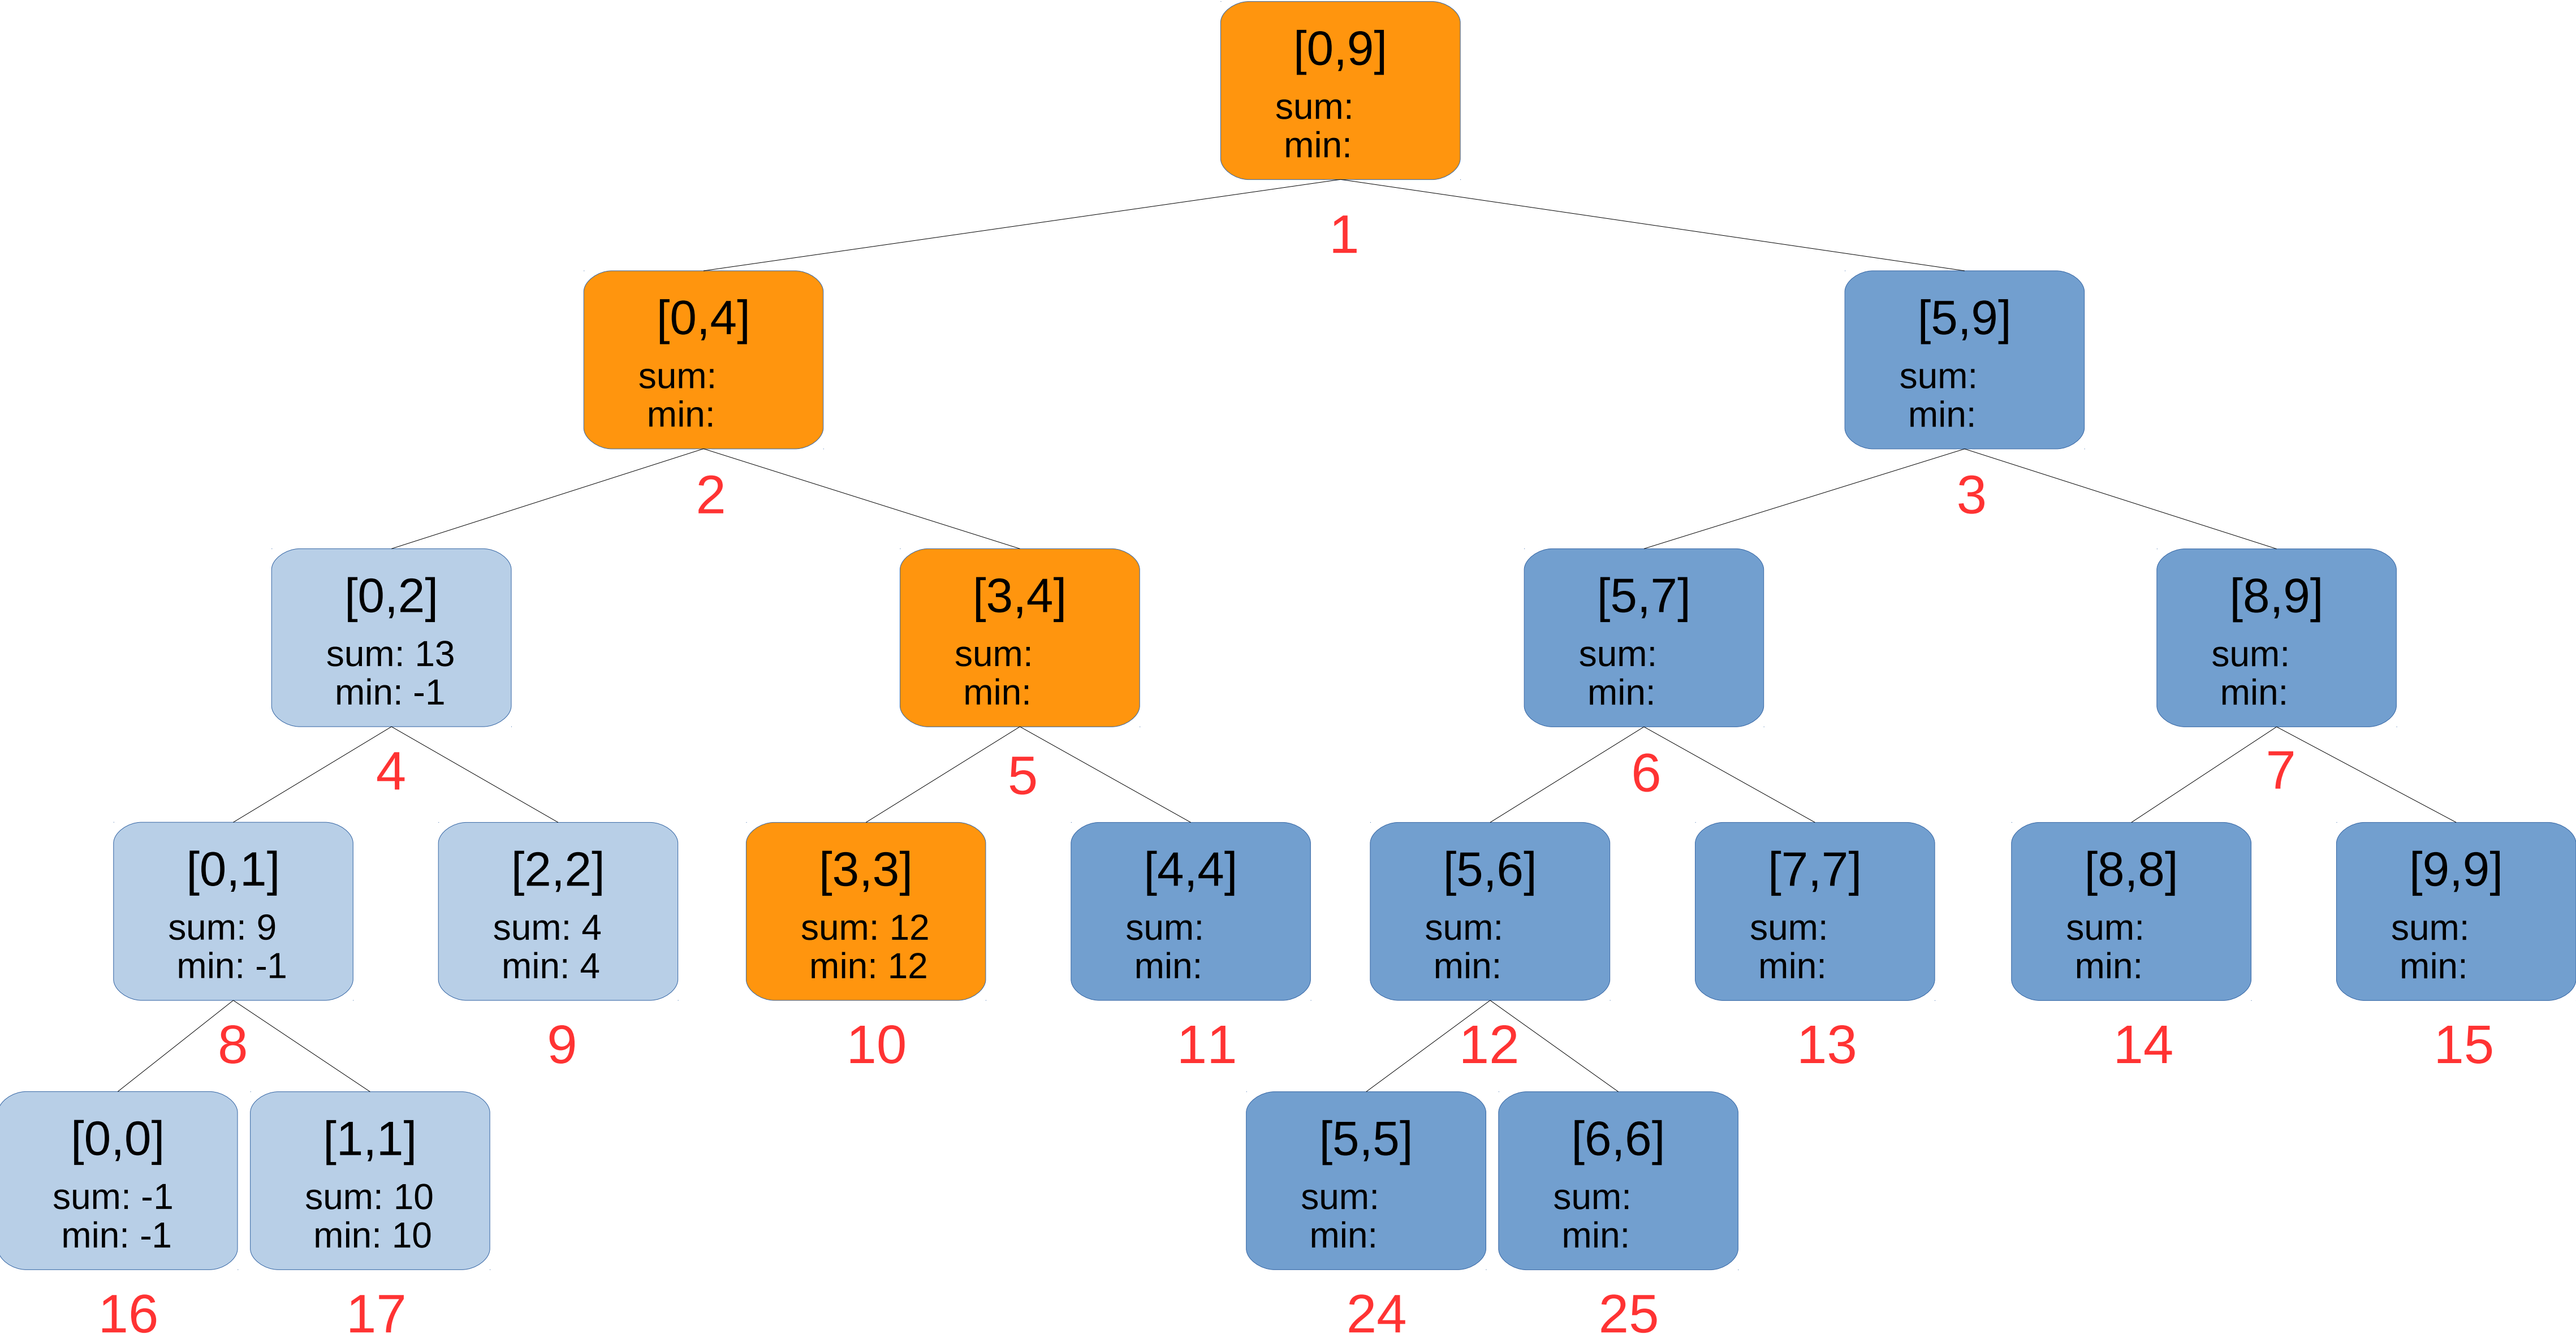 [0,9]
sum:
min:
1
[0,4]
sum:
min:
[5,9]
sum:
min:
2
3
[0,2]
sum: 13
min: -1
[3,4]
sum:
min:
[5,7]
sum:
min:
[8,9]
sum:
min:
4
5
6
7
[0,1]
sum: 9
min: -1
[2,2]
sum: 4
min: 4
[3,3]
sum: 12
min: 12
[4,4]
sum:
min:
[5,6]
sum:
min:
[7,7]
sum:
min:
[8,8]
sum:
min:
[9,9]
sum:
min:
8
9
10
11
12
13
14
15
[0,0]
sum: -1
min: -1
[1,1]
sum: 10
min: 10
[5,5]
sum:
min:
[6,6]
sum:
min:
16
17
24
25